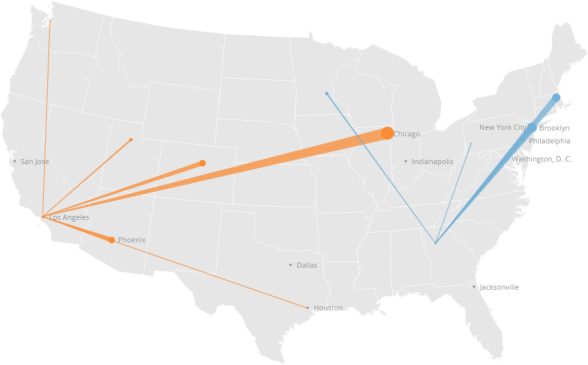 Chicago
New York City
Brooklyn
Philadelphia
Washington, D. C.
San Jose
Indianapolis
Los Angeles
Phoenix
Dallas
Jacksonville
Houston